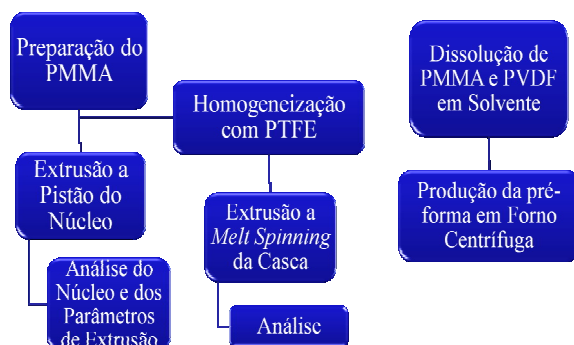 Preparação do
PMMA
Homogeneização
com PTFE
Extrusão a
Pistão do
Núcleo
Extrusão a
Melt Spinning
da Casca
Análise do
Núcleo e dos
Parâmetros
de Extrusão
Análise
Dissolução de
PMMA e PVDF
em Solvente
Produção da pré-
forma em Forno
Centrífuga